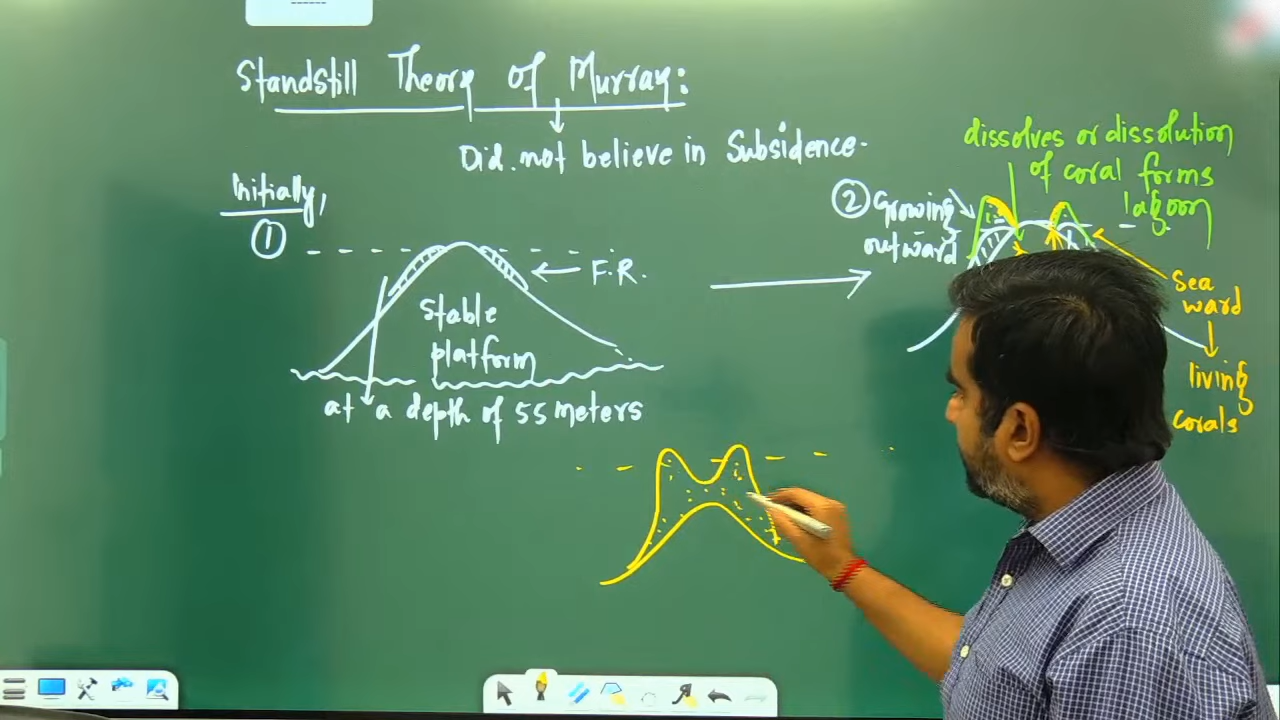 Standstill Theory of Murray:
Did not believe in Subsidence.
Initially,
①
F.R.
stable
platform
at a depth of 55 meters
② Growing
outward
dissolves or dissolution
of coral forms
lagoon
Sea
ward
living
corals